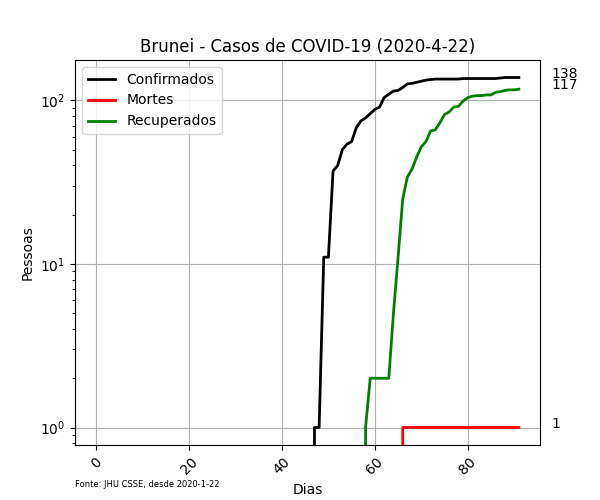 Brunei - Casos de COVID-19 (2020-4-22)
Confirmados
Mortes
Recuperados
138
117
1
10²
10¹
10⁰
Pessoas
0
20
40
60
80
Dias
Fonte: JHU CSSE, desde 2020-1-22